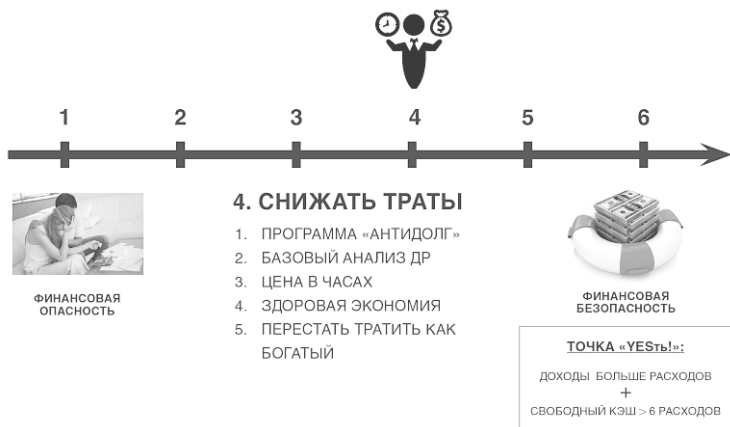 1 2 3 4 5 6
4. СНИЖАТЬ ТРАТЫ
1. ПРОГРАММА «АНТИДОЛГ»
2. БАЗОВЫЙ АНАЛИЗ ДР
3. ЦЕНА В ЧАСАХ
4. ЗДОРОВАЯ ЭКОНОМИЯ
5. ПЕРЕСТАТЬ ТРАТИТЬ КАК
БОГАТЫЙ
ФИНАНСОВАЯ
ОПАСНОСТЬ
ФИНАНСОВАЯ
БЕЗОПАСНОСТЬ
ТОЧКА «YESть!»:
ДОХОДЫ БОЛЬШЕ РАСХОДОВ
+
СВОБОДНЫЙ КЭШ > 6 РАСХОДОВ